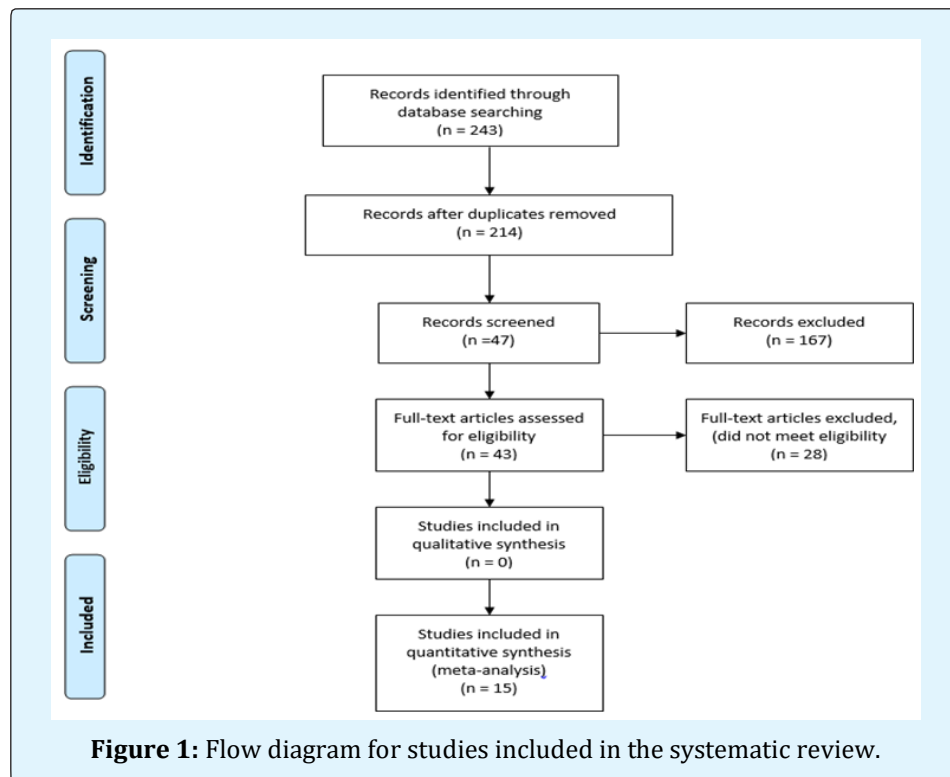 Identification
Records identified through
database searching
(n = 243)
Records after duplicates removed
(n = 214)
Screening
Records screened
(n =47)
Records excluded
(n = 167)
Eligibility
Full-text articles assessed
for eligibility
(n = 43)
Full-text articles excluded,
(did not meet eligibility
(n = 28)
Studies included in
qualitative synthesis
(n = 0)
Included
Studies included in
quantitative synthesis
(meta-analysis)
(n = 15)
Figure 1: Flow diagram for studies included in the systematic review.